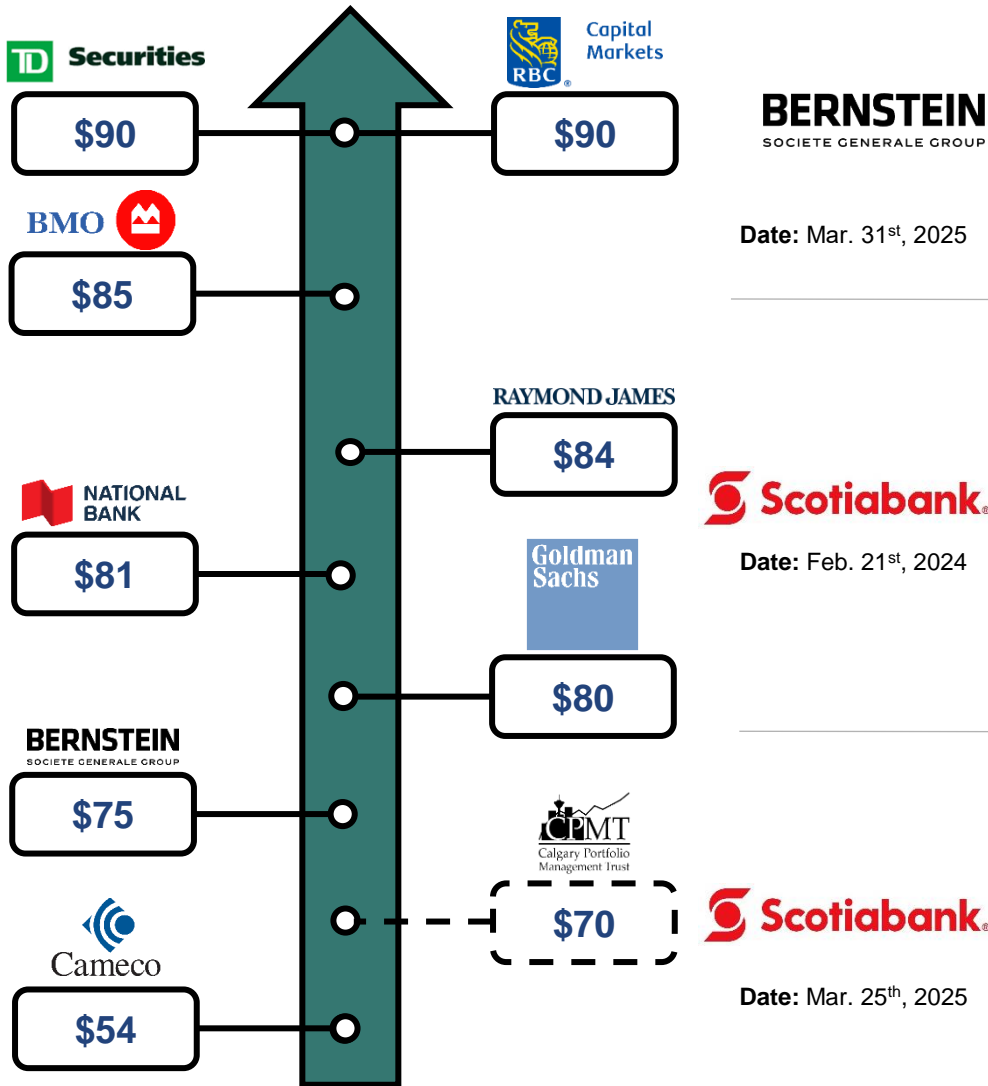 TD Securities
$90
RBC ®
Capital
Markets
$90
BERNSTEIN
SOCIETE GENERALE GROUP
Date: Mar. 31st, 2025
BMO
$85
RAYMOND JAMES
$84
NATIONAL
BANK
$81
Scotiabank®
Date: Feb. 21st, 2024
Goldman
Sachs
$80
BERNSTEIN
SOCIETE GENERALE GROUP
$75
CPMT
Calgary Portfolio
Management Trust
$70
Scotiabank®
Date: Mar. 25th, 2025
Cameco
$54